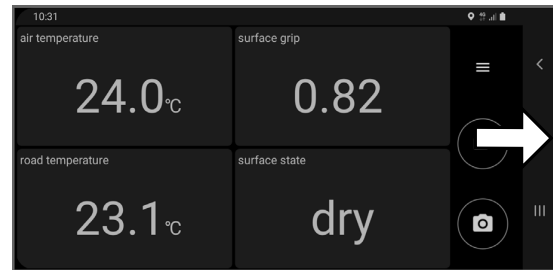 10:31
air temperature
24.0°C
surface grip
0.82
road temperature
23.1°C
surface state
dry